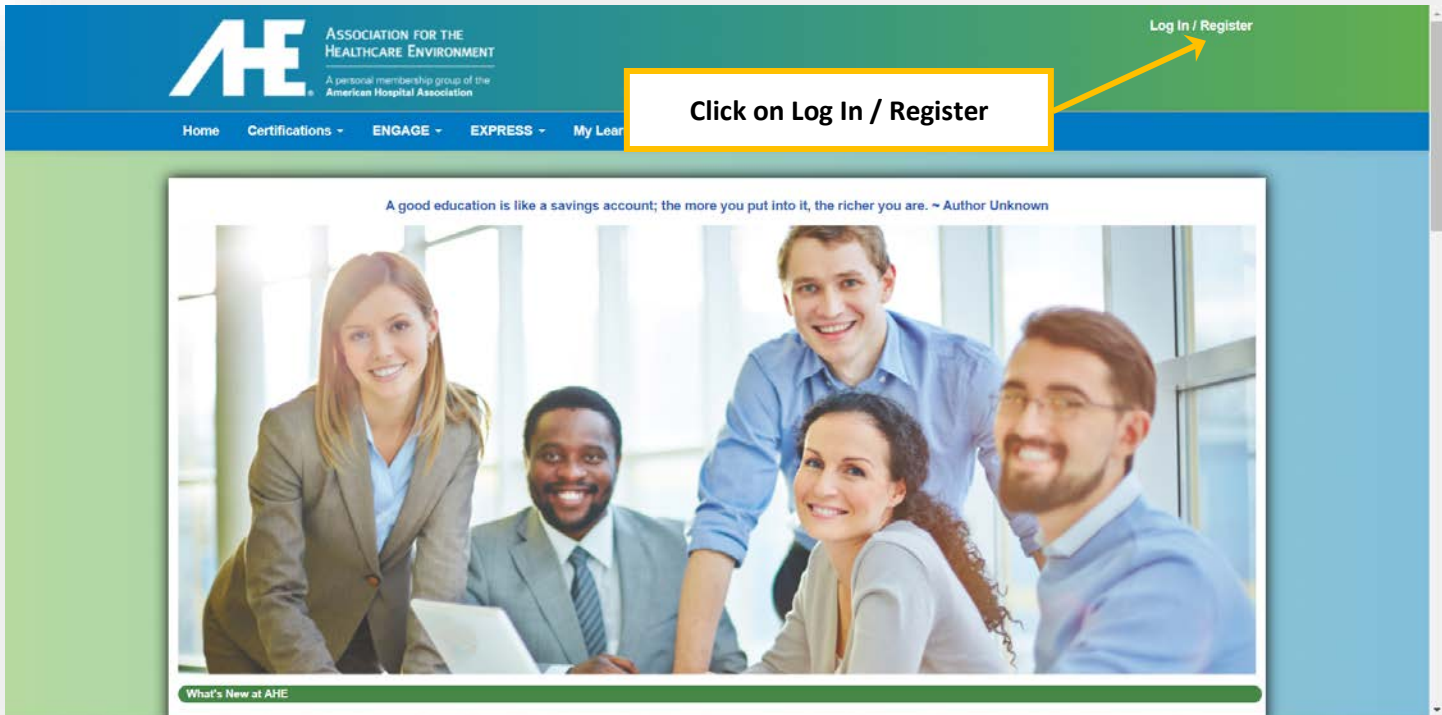 AHE
ASSOCIATION FOR THE
HEALTHCARE ENVIRONMENT
A personal membership group of the
American Hospital Association
Log In / Register
Click on Log In / Register
Home Certifications ENGAGE EXPRESS My Lear
A good education is like a savings account; the more you put into it, the richer you are. ~ Author Unknown
What's New at AHE